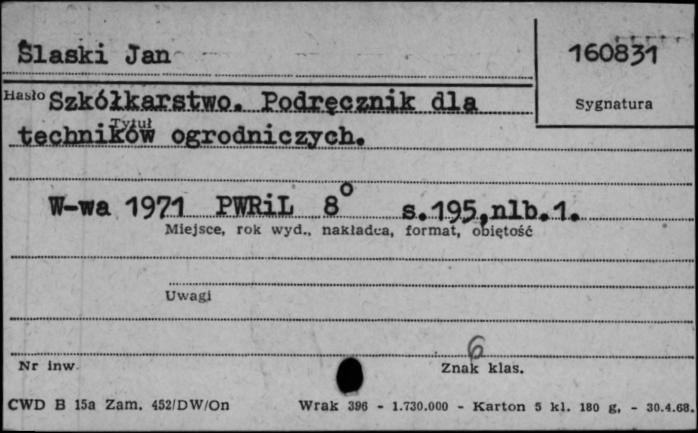 Ślaski Jan
160831
Hasło
Sygnatura
Szkółkarstwo. Podręcznik dla
Tytuł
techników ogrodniczych.
W-wa 1971 PWRiL 8° s.195,nlb.1.
Miejsce, rok wyd., nakładca, format, objętość
Uwagi
6
Nr inw.
Znak klas.
CWD B 15a Zam. 452/DW/On Wrak 396 - 1.730.000 - Karton 5 kl. 180 g. - 30.4.68.